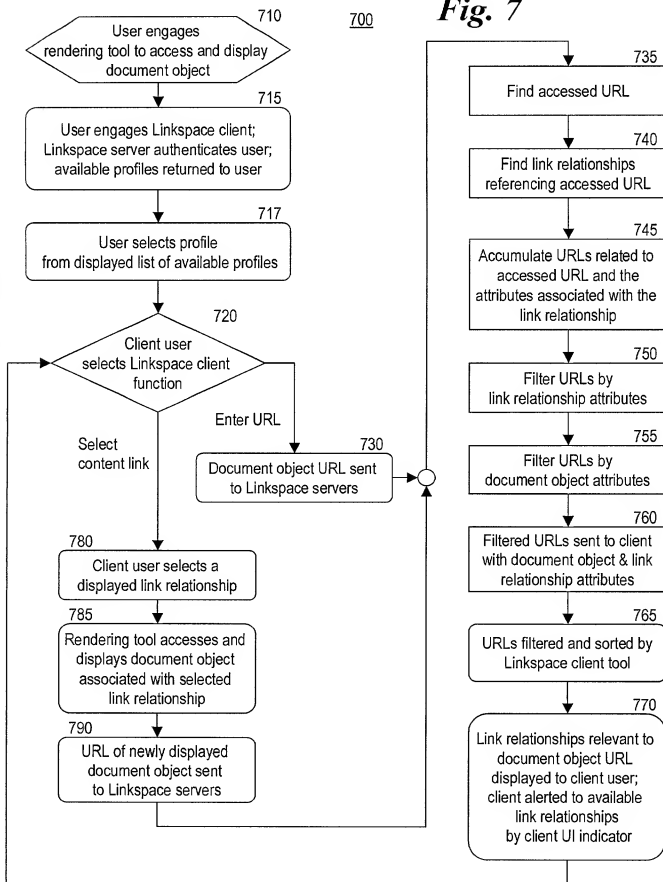 Fig. 7
700
710
User engages
rendering tool to access and display
document object
715
User engages Linkspace client;
Linkspace server authenticates user;
available profiles returned to user
717
User selects profile
from displayed list of available profiles
720
Client user
selects Linkspace client
function
Enter URL
Select
content link
730
Document object URL sent
to Linkspace servers
780
Client user selects a
displayed link relationship
785
Rendering tool accesses and
displays document object
associated with selected
link relationship
790
URL of newly displayed
document object sent
to Linkspace servers
735
Find accessed URL
740
Find link relationships
referencing accessed URL
745
Accumulate URLs related to
accessed URL and the
attributes associated with the
link relationship
750
Filter URLs by
link relationship attributes
755
Filter URLs by
document object attributes
760
Filtered URLs sent to client
with document object & link
relationship attributes
765
URLs filtered and sorted by
Linkspace client tool
770
Link relationships relevant to
document object URL
displayed to client user;
client alerted to available
link relationships
by client UI indicator